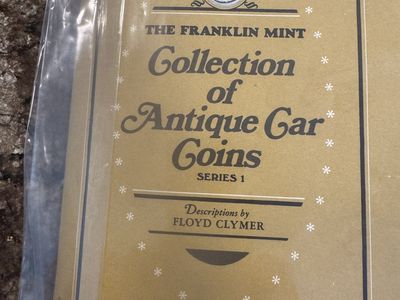 THE FRANKLIN MINT
Collection
of
Antique Car
Coins
SERIES 1
Descriptions by
FLOYD CLYMER